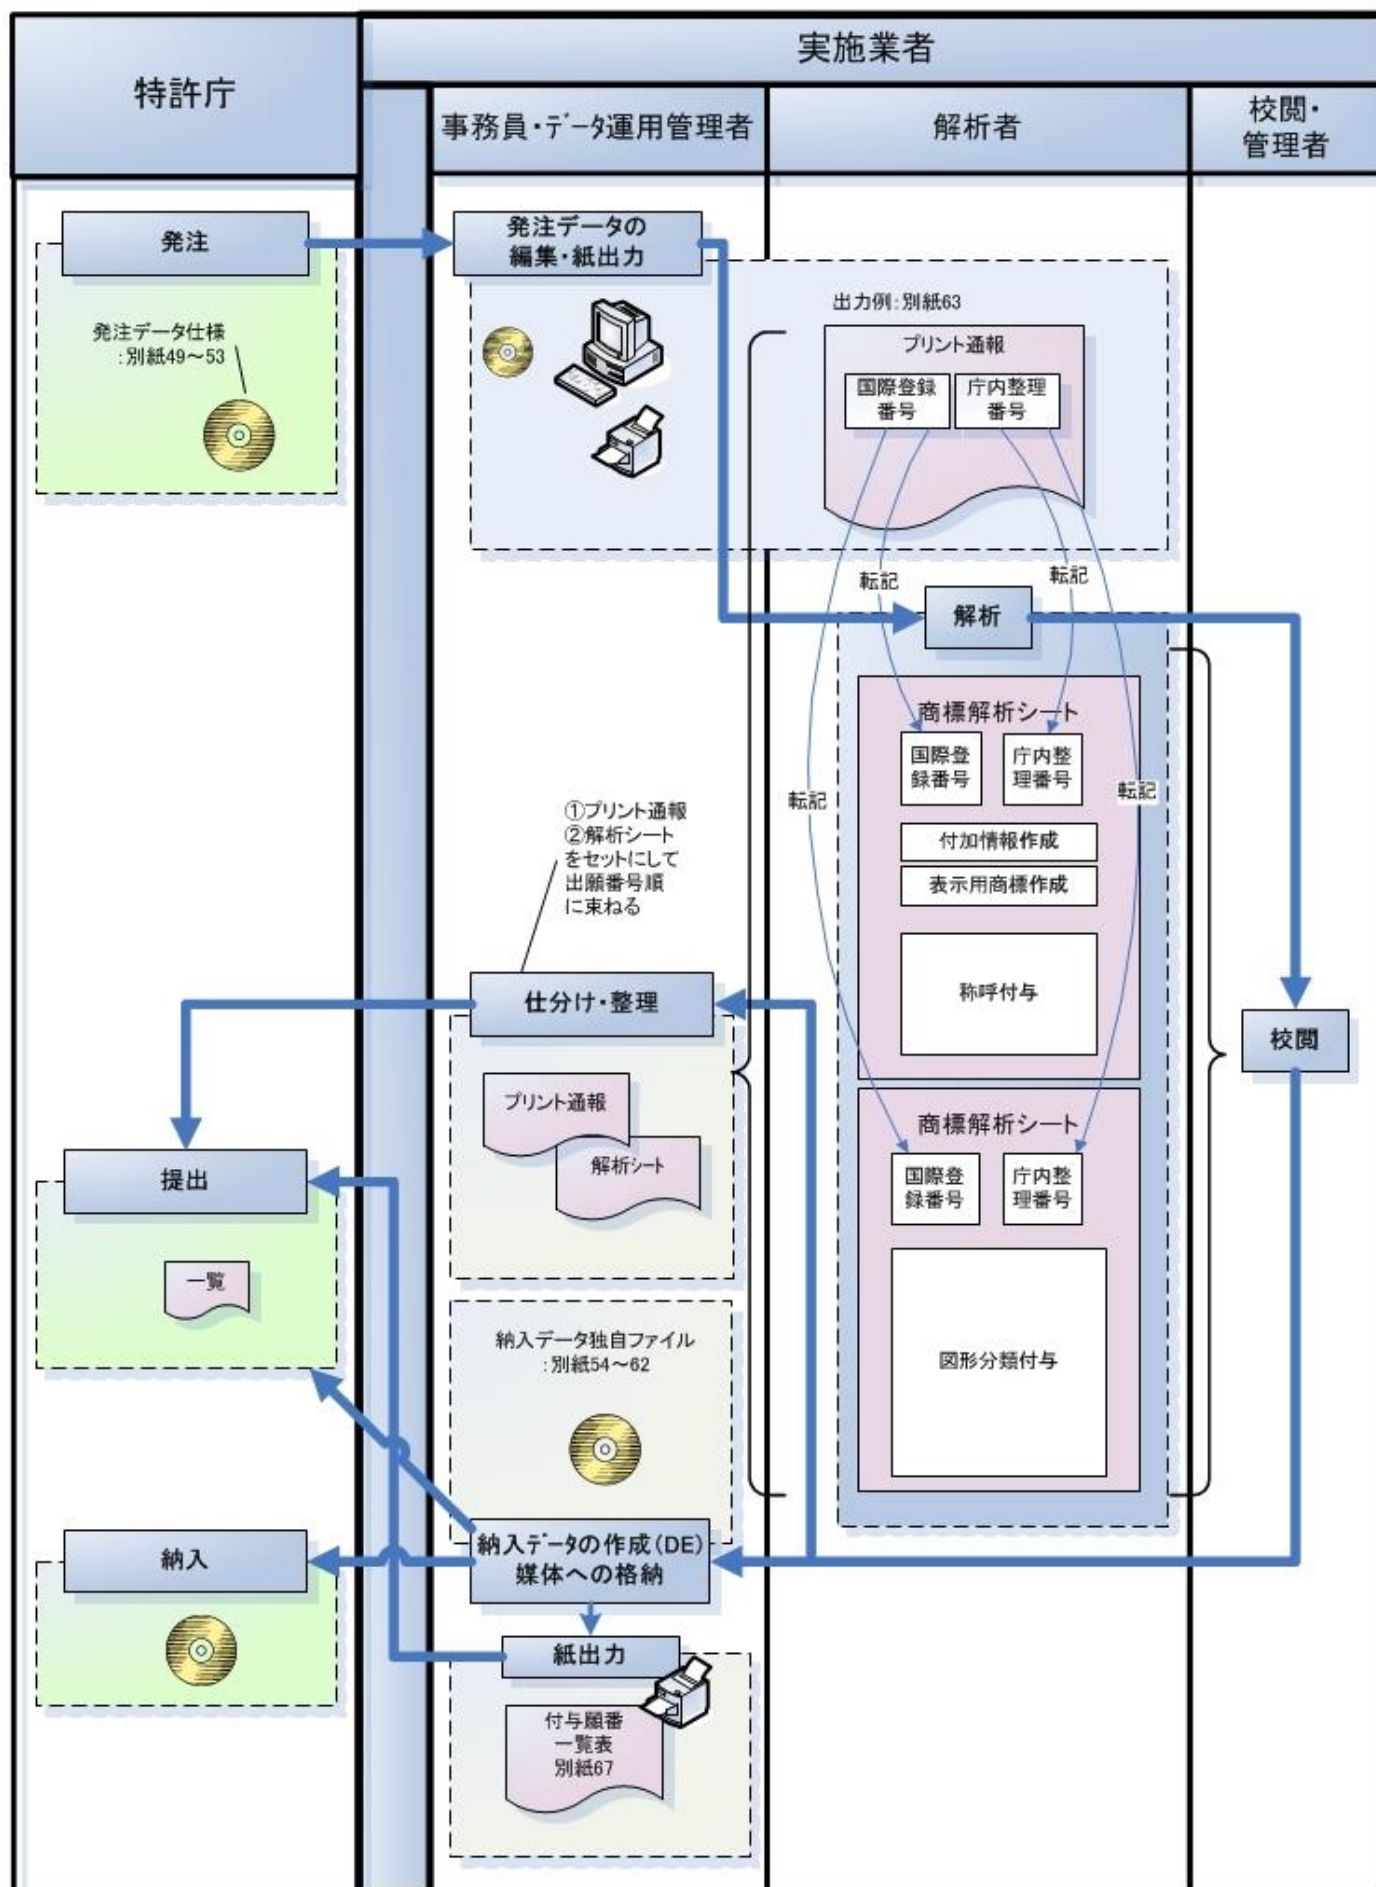 特許庁
実施業者
事務員・データ運用管理者
解析者
校閲・
管理者
発注
発注データ仕様
：別紙49～53
発注データの
編集・紙出力
出力例：別紙63
プリント通報
国際登録
番号
庁内整理
番号
転記
転記
解析
商標解析シート
国際登
録番号
庁内整
理番号
転記
転記
付加情報作成
表示用商標作成
称呼付与
①プリント通報
②解析シート
をセットにして
出願番号順
に束ねる
仕分け・整理
校閲
プリント通報
解析シート
提出
一覧
商標解析シート
国際登
録番号
庁内整
理番号
図形分類付与
納入データ独自ファイル
：別紙54～62
納入データの作成（DE）
媒体への格納
納入
紙出力
付与願番
一覧表
別紙67